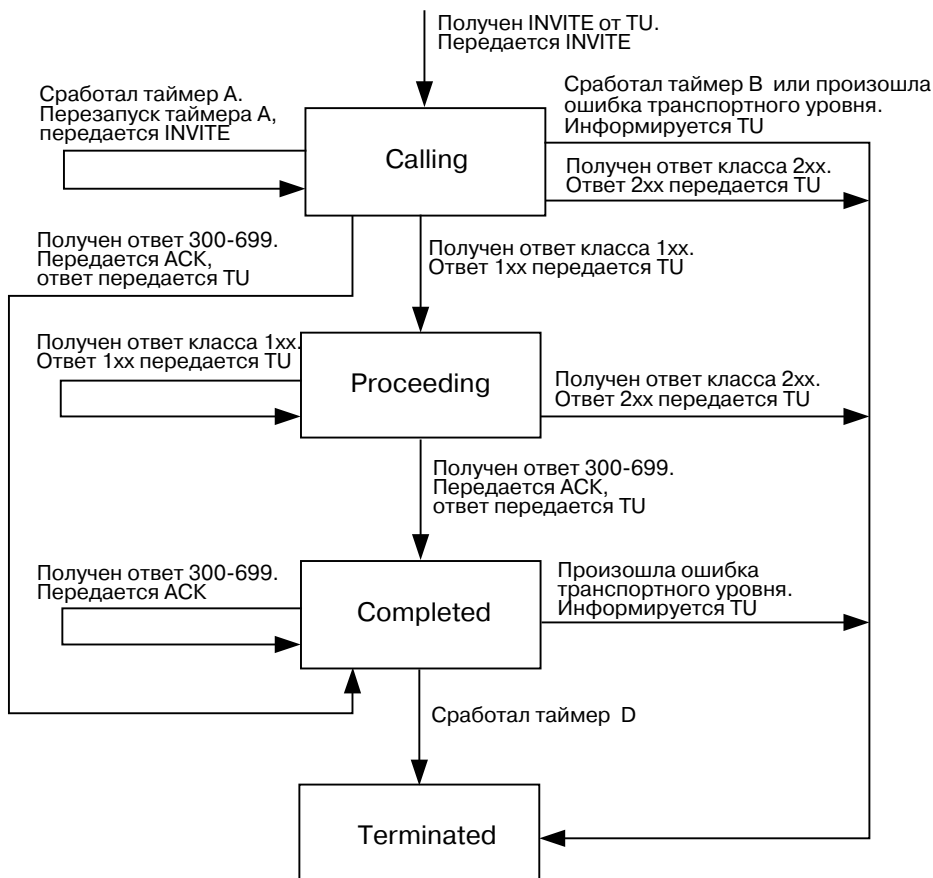 Получен INVITE от TU.
Передается INVITE
Сработал таймер A.
Перезапуск таймера A,
передается INVITE
Сработал таймер B или произошла
ошибка транспортного уровня.
Информируется TU
Calling
Получен ответ класса 2xx.
Ответ 2xx передается TU
Получен ответ 300-699.
Передается ACK,
ответ передается TU
Получен ответ класса 1xx.
Ответ 1xx передается TU
Получен ответ класса 1xx.
Ответ 1xx передается TU
Proceeding
Получен ответ класса 2xx.
Ответ 2xx передается TU
Получен ответ 300-699.
Передается ACK,
ответ передается TU
Получен ответ 300-699.
Передается ACK
Completed
Произошла ошибка
транспортного уровня.
Информируется TU
Сработал таймер D
Terminated